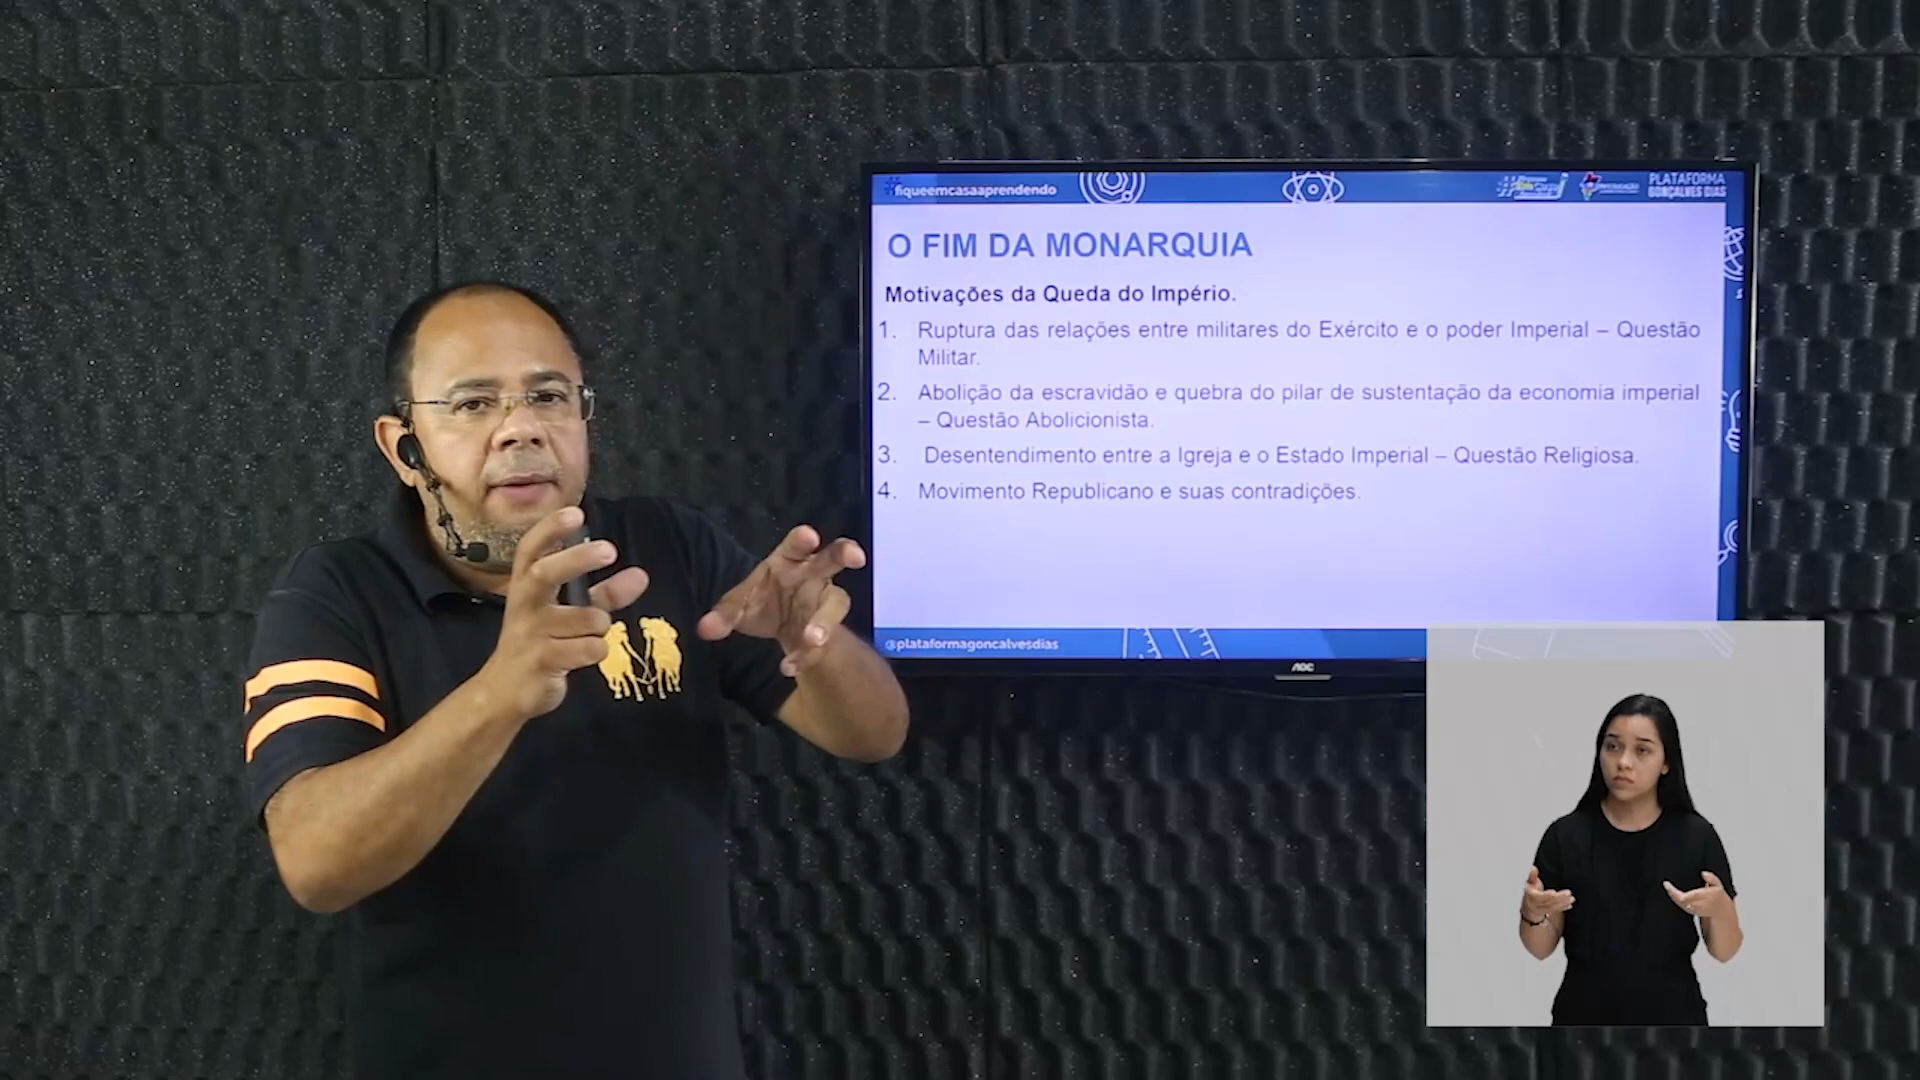 #fiqueemcasaaprendendo
PLATAFORMA
GONÇALVES DIAS
O FIM DA MONARQUIA
Motivações da Queda do Império.
1. Ruptura das relações entre militares do Exército e o poder Imperial – Questão
Militar.
2. Abolição da escravidão e quebra do pilar de sustentação da economia imperial
– Questão Abolicionista.
3. Desentendimento entre a Igreja e o Estado Imperial – Questão Religiosa.
4. Movimento Republicano e suas contradições.
@plataformagoncalvesdias
AOC